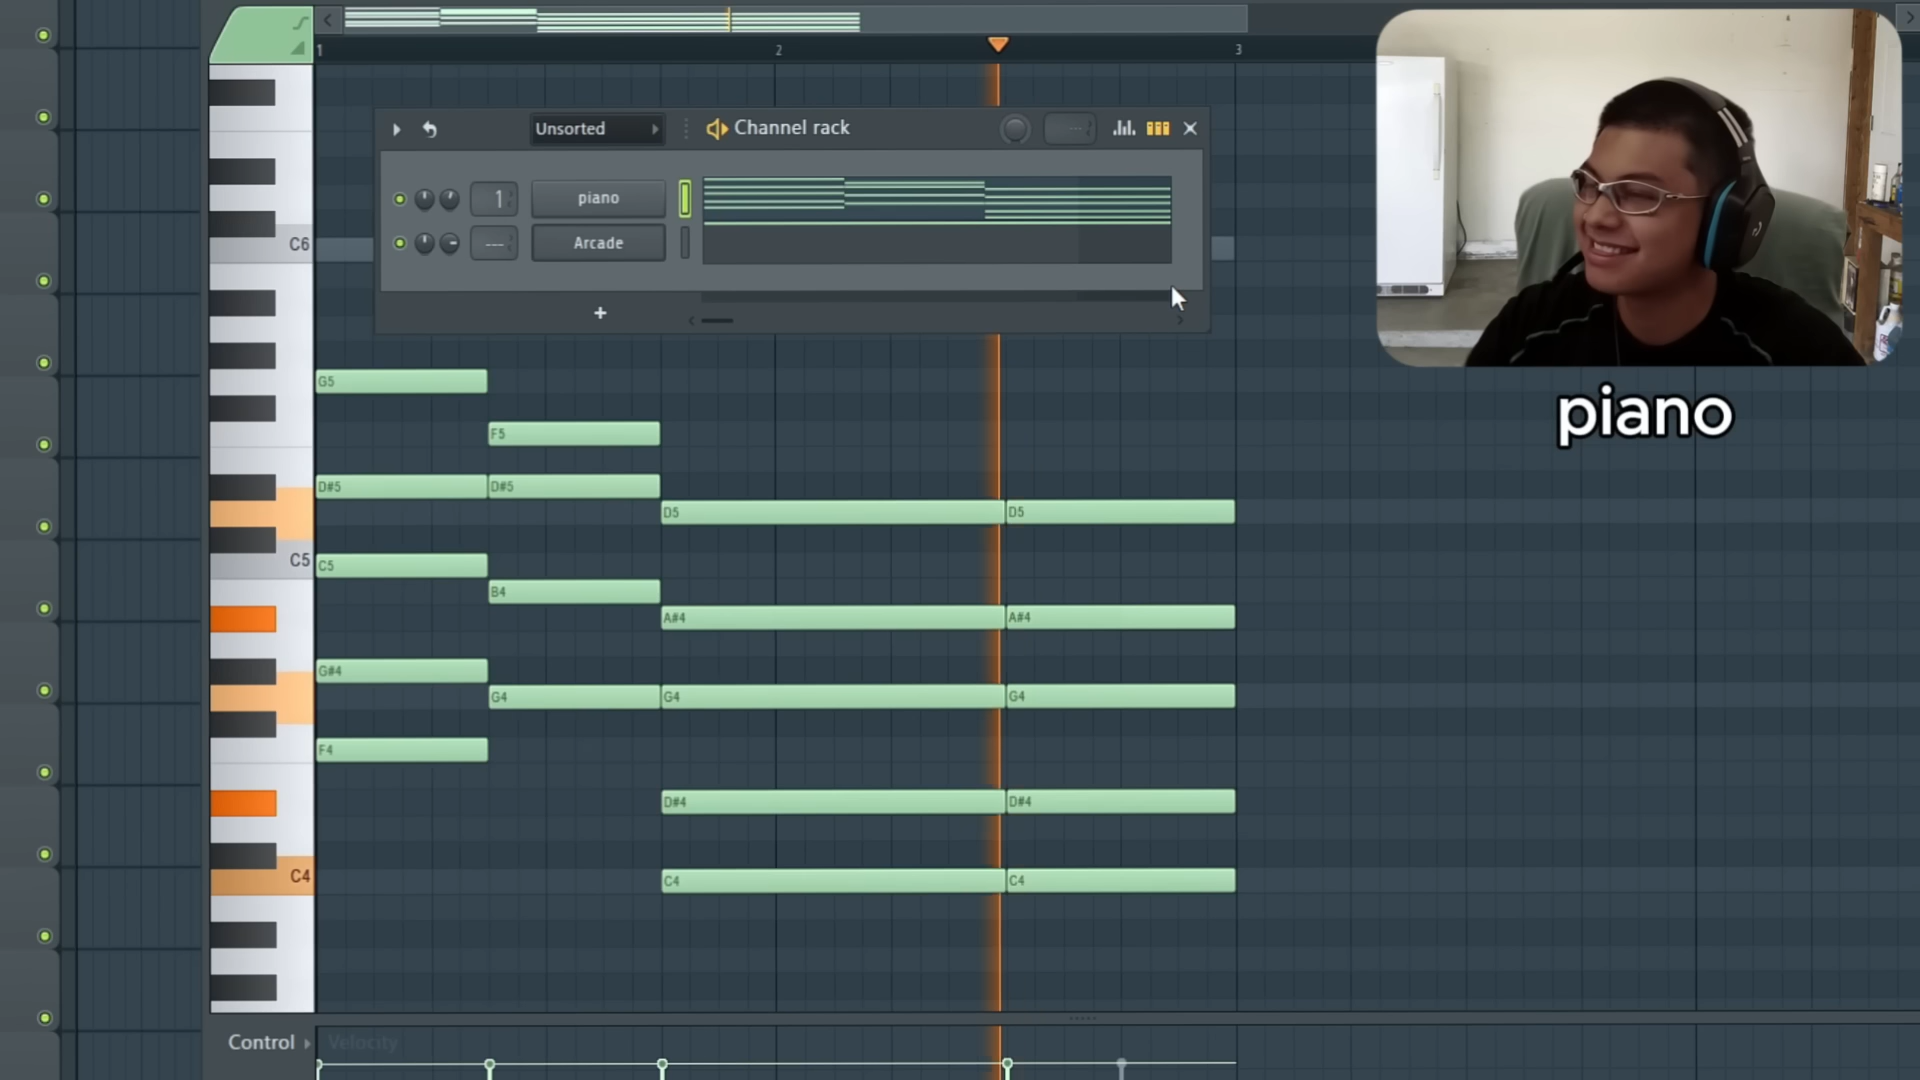 1
2
3
Unsorted
Channel rack
---
1
piano
---
Arcade
+
piano
C6
C5
C4
G5
F5
D#5
D#5
D5
D5
C5
B4
A#4
A#4
G#4
G4
G4
G4
F4
D#4
D#4
C4
C4
Control
Velocity